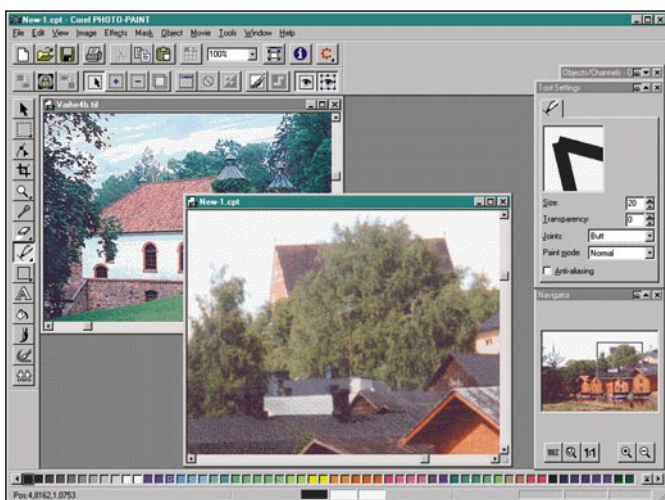 New-1.cpt - Corel PHOTO-PAINT
File Edit View Image Effects Mask Object Movie Tools Window Help
100%
Objects/Channels : O
Tool Settings
Vaihe4b.tif
New-1.cpt
Size: 20
Transparency: 0
Joints: Butt
Paint mode: Normal
Anti-aliasing
Navigator
1:1
Pos:4,8162,1,0753